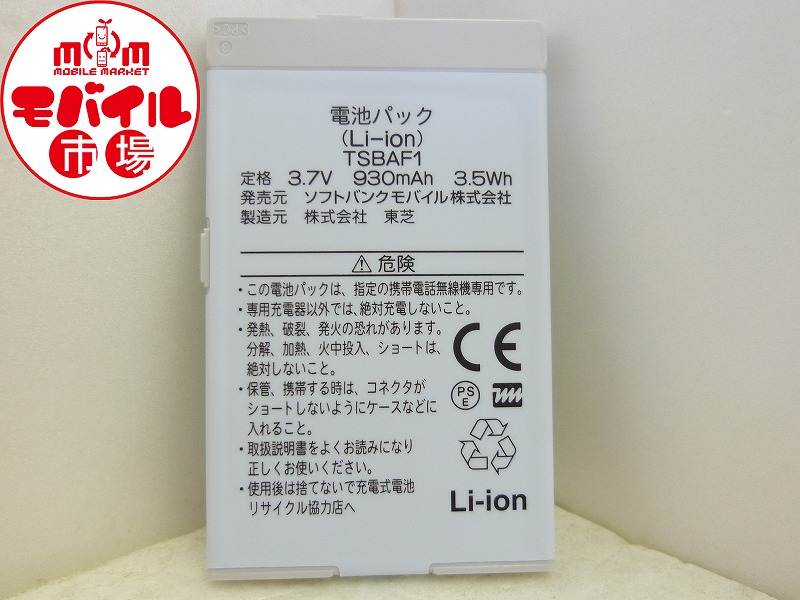 MOBILE MARKET
モバイル
市場
>PC<
電池パック
(Li-ion)
TSBAF1
定格 3.7V 930mAh 3.5Wh
発売元 ソフトバンクモバイル株式会社
製造元 株式会社 東芝
危険
・この電池パックは、指定の携帯電話無線機専用です。
・専用充電器以外では、絶対充電しないこと。
・発熱、破裂、発火の恐れがあります。
分解、加熱、火中投入、ショートは、
絶対しないこと。
・保管、携帯する時は、コネクタが
ショートしないようにケースなどに
入れること。
・取扱説明書をよくお読みになり
正しくお使いください。
・使用後は捨てないで充電式電池
リサイクル協力店へ
CE
PS
E
Li-ion